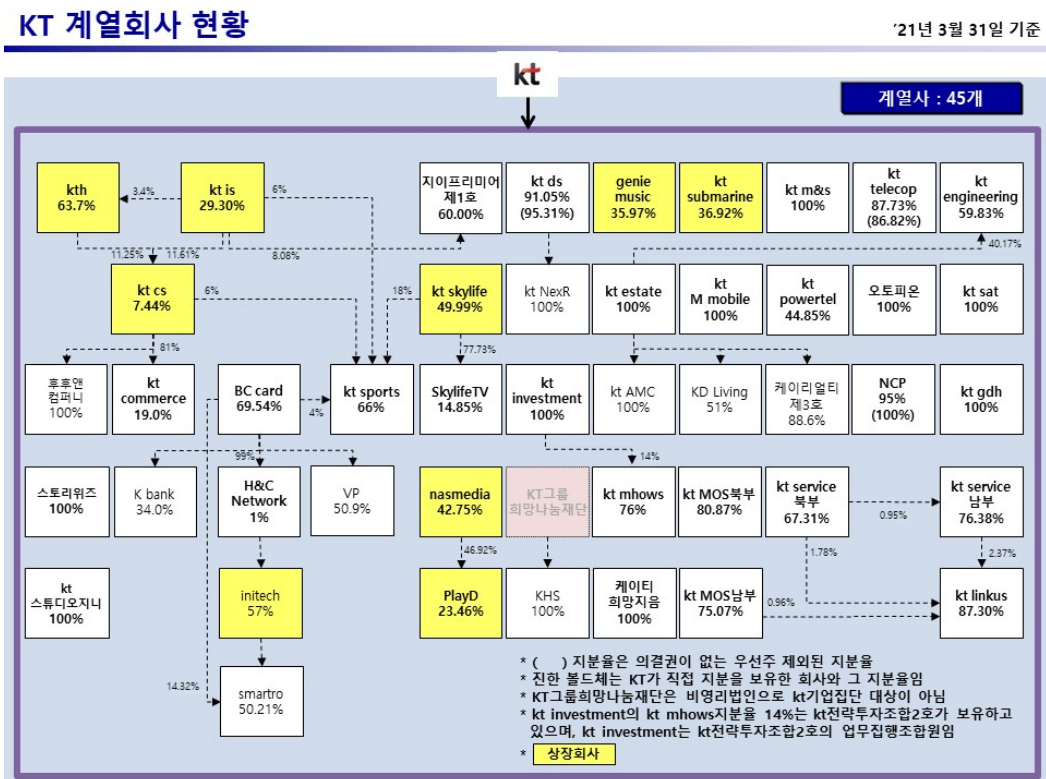 KT 계열회사 현황
’21년 3월 31일 기준
kt
계열사 : 45개
kth
63.7%
3.4%
kt is
29.30%
6%
지이프리미어
제1호
60.00%
kt ds
91.05%
(95.31%)
genie
music
35.97%
kt
submarine
36.92%
kt m&s
100%
kt
telecop
87.73%
(86.82%)
kt
engineering
59.83%
11.25%
11.61%
8.08%
40.17%
kt cs
7.44%
6%
18%
kt skylife
49.99%
kt NexR
100%
kt estate
100%
kt
M mobile
100%
kt
powertel
44.85%
오토피온
100%
kt sat
100%
81%
77.73%
후후앤
컴퍼니
100%
kt
commerce
19.0%
BC card
69.54%
4%
kt sports
66%
SkylifeTV
14.85%
kt
investment
100%
kt AMC
100%
KD Living
51%
케이리얼티
제3호
88.6%
NCP
95%
(100%)
kt gdh
100%
99%
14%
스토리위즈
100%
K bank
34.0%
H&C
Network
1%
VP
50.9%
nasmedia
42.75%
KT그룹
희망나눔재단
kt mhows
76%
kt MOS북부
80.87%
kt service
북부
67.31%
0.95%
kt service
남부
76.38%
46.92%
1.78%
2.37%
kt
스튜디오지니
100%
initech
57%
PlayD
23.46%
KHS
100%
케이티
희망지음
100%
kt MOS남부
75.07%
0.96%
kt linkus
87.30%
14.32%
smartro
50.21%
* ( ) 지분율은 의결권이 없는 우선주 제외된 지분율
* 진한 볼드체는 KT가 직접 지분을 보유한 회사와 그 지분율임
* KT그룹희망나눔재단은 비영리법인으로 kt기업집단 대상이 아님
* kt investment의 kt mhows지분율 14%는 kt전략투자조합2호가 보유하고
있으며, kt investment는 kt전략투자조합2호의 업무집행조합원임
* 상장회사